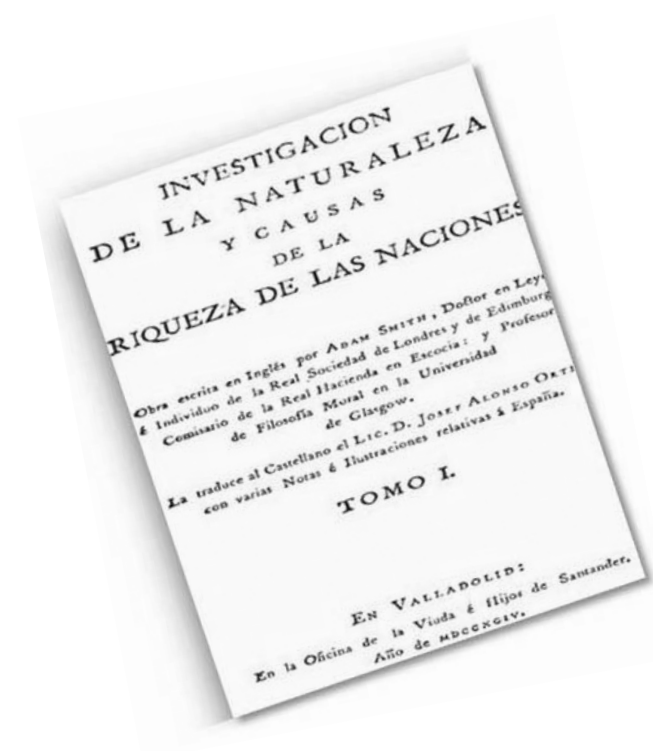 INVESTIGACION
DE LA NATURALEZA
Y CAUSAS
DE LA
RIQUEZA DE LAS NACIONES
Obra escrita en Inglés por ADAM SMITH, Doctor en Ley.
é Individuo de la Real Sociedad de Londres y de Edimburg
Comisario de la Real Hacienda en Escocia: y Profesor
de Filosofía Moral en la Universidad
de Glasgow.
La traduce al Castellano el LIC. D. JOSEF ALONSO ORTI
con varias Notas é Ilustraciones relativas á España.
TOMO I.
EN VALLADOLID:
En la Oficina de la Viuda é Hijos de Santander.
Año de MDCCXCIV.